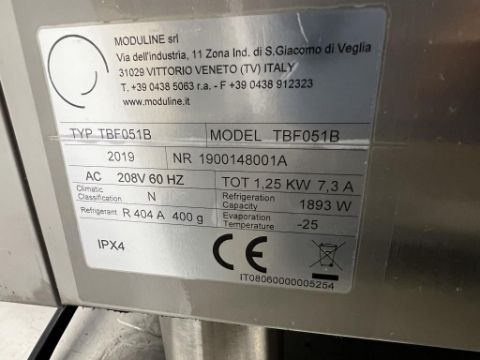 MODULINE srl
Via dell'industria, 11 Zona Ind. di S.Giacomo di Veglia
31029 VITTORIO VENETO (TV) ITALY
T. +39 0438 5063 r.a. - F +39 0438 912323
www.moduline.it
TYP TBF051B MODEL TBF051B
2019 NR 1900148001A
AC 208V 60 HZ TOT 1,25 KW 7,3 A
Climatic Classification N Refrigeration Capacity 1893 W
Refrigerant R 404 A 400 g Evaporation Temperature -25
IPX4
CE
IT08060000005254